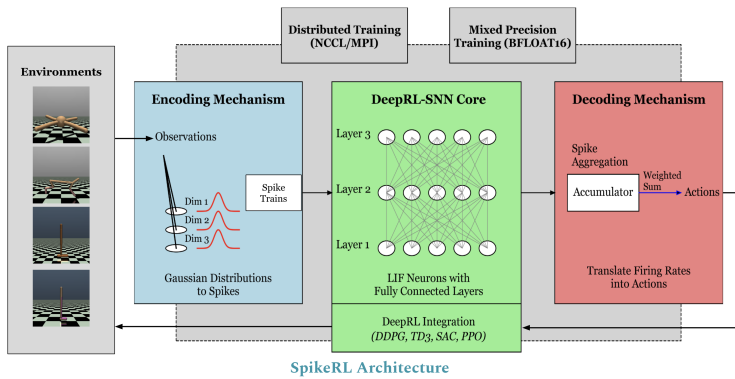 Distributed Training
(NCCL/MPI)
Mixed Precision
Training (BFLOAT16)
Environments
Encoding Mechanism
Observations
Dim 1
Dim 2
Dim 3
Spike
Trains
Gaussian Distributions
to Spikes
DeepRL-SNN Core
Layer 3
Layer 2
Layer 1
LIF Neurons with
Fully Connected Layers
DeepRL Integration
(DDPG, TD3, SAC, PPO)
Decoding Mechanism
Spike
Aggregation
Accumulator
Weighted
Sum
Actions
Translate Firing Rates
into Actions
SpikeRL Architecture